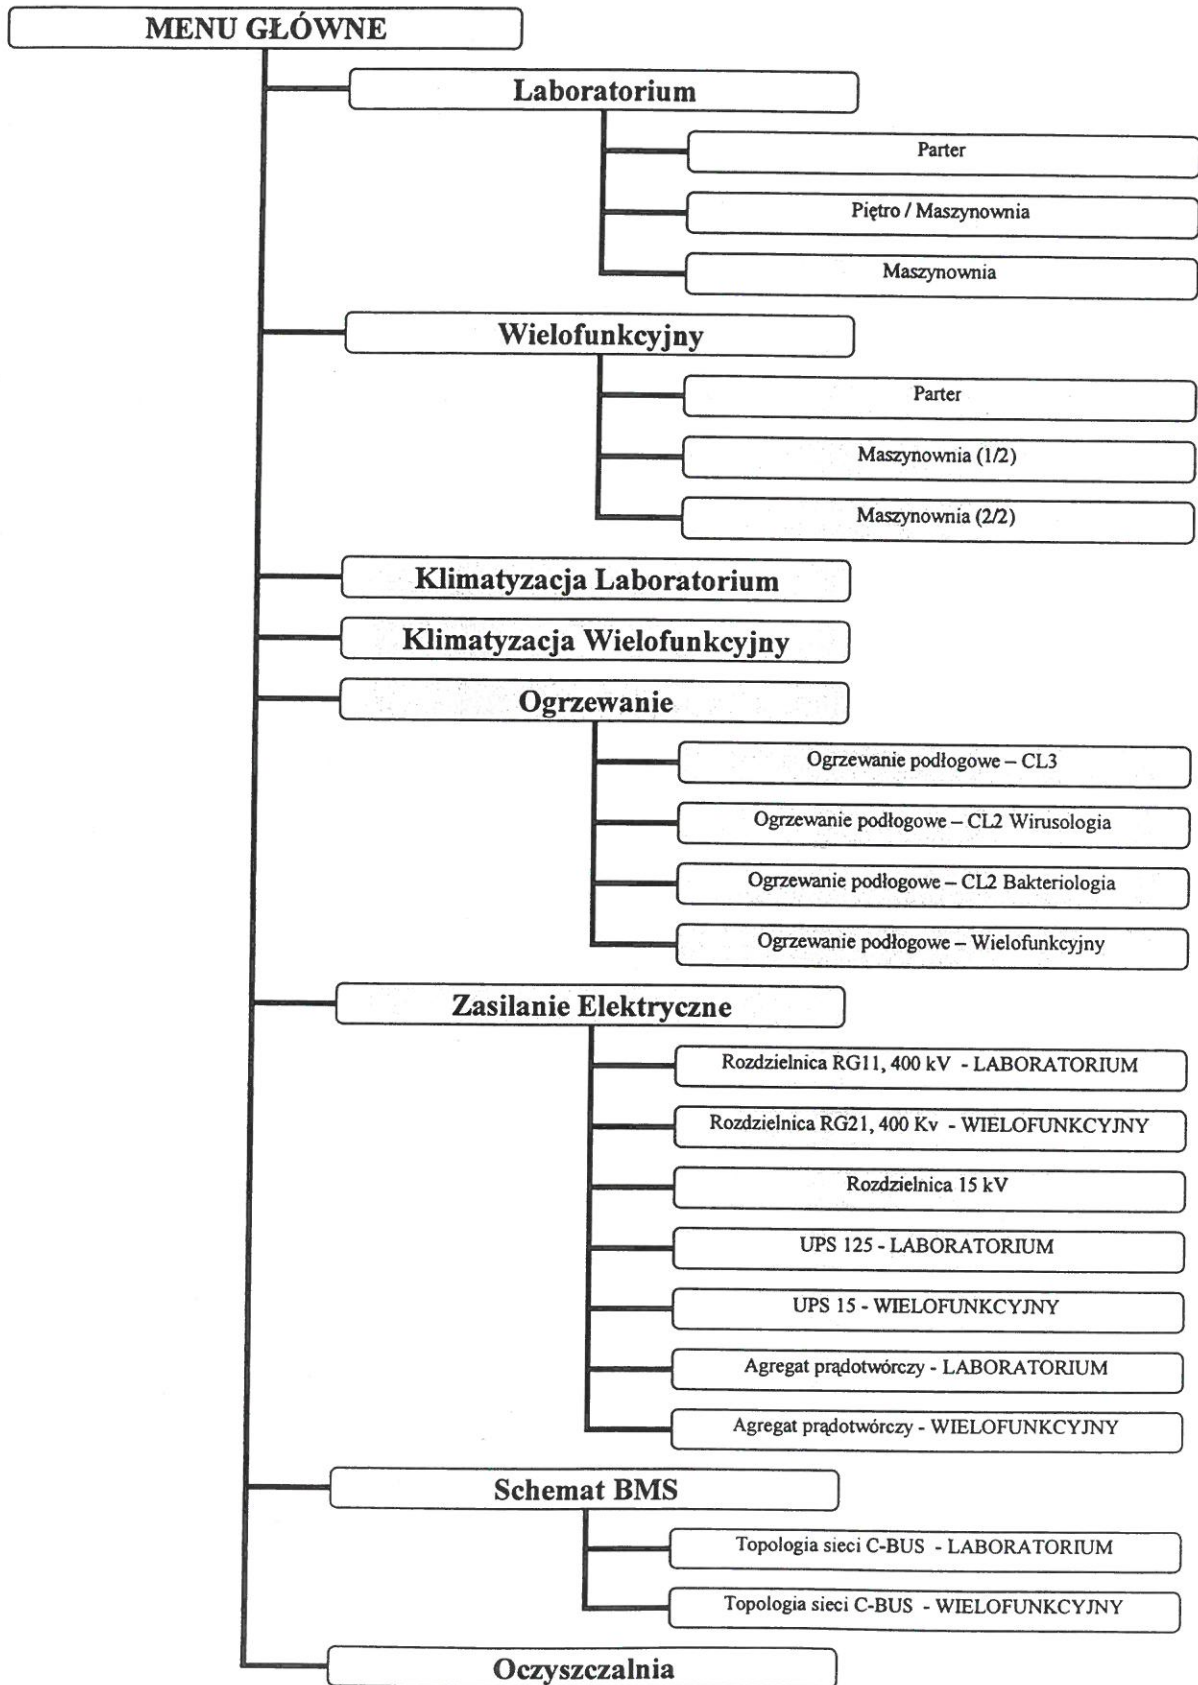 MENU GŁÓWNE
Laboratorium
Parter
Piętro / Maszynownia
Maszynownia
Wielofunkcyjny
Parter
Maszynownia (1/2)
Maszynownia (2/2)
Klimatyzacja Laboratorium
Klimatyzacja Wielofunkcyjny
Ogrzewanie
Ogrzewanie podłogowe – CL3
Ogrzewanie podłogowe – CL2 Wirusologia
Ogrzewanie podłogowe – CL2 Bakteriologia
Ogrzewanie podłogowe – Wielofunkcyjny
Zasilanie Elektryczne
Rozdzielnica RG11, 400 kV - LABORATORIUM
Rozdzielnica RG21, 400 Kv - WIELOFUNKCYJNY
Rozdzielnica 15 kV
UPS 125 - LABORATORIUM
UPS 15 - WIELOFUNKCYJNY
Agregat prądotwórczy - LABORATORIUM
Agregat prądotwórczy - WIELOFUNKCYJNY
Schemat BMS
Topologia sieci C-BUS - LABORATORIUM
Topologia sieci C-BUS - WIELOFUNKCYJNY
Oczyszczalnia